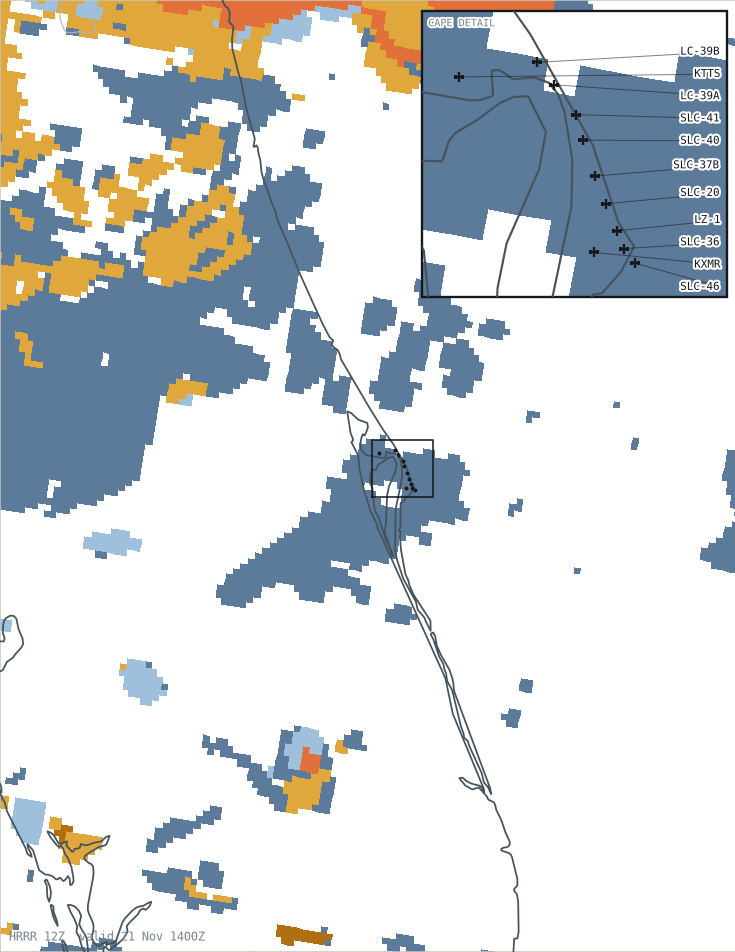 CAPE DETAIL
LC-39B
KTTS
LC-39A
SLC-41
SLC-40
SLC-37B
SLC-20
LZ-1
SLC-36
KXMR
SLC-46
HRRR 12Z valid 21 Nov 1400Z